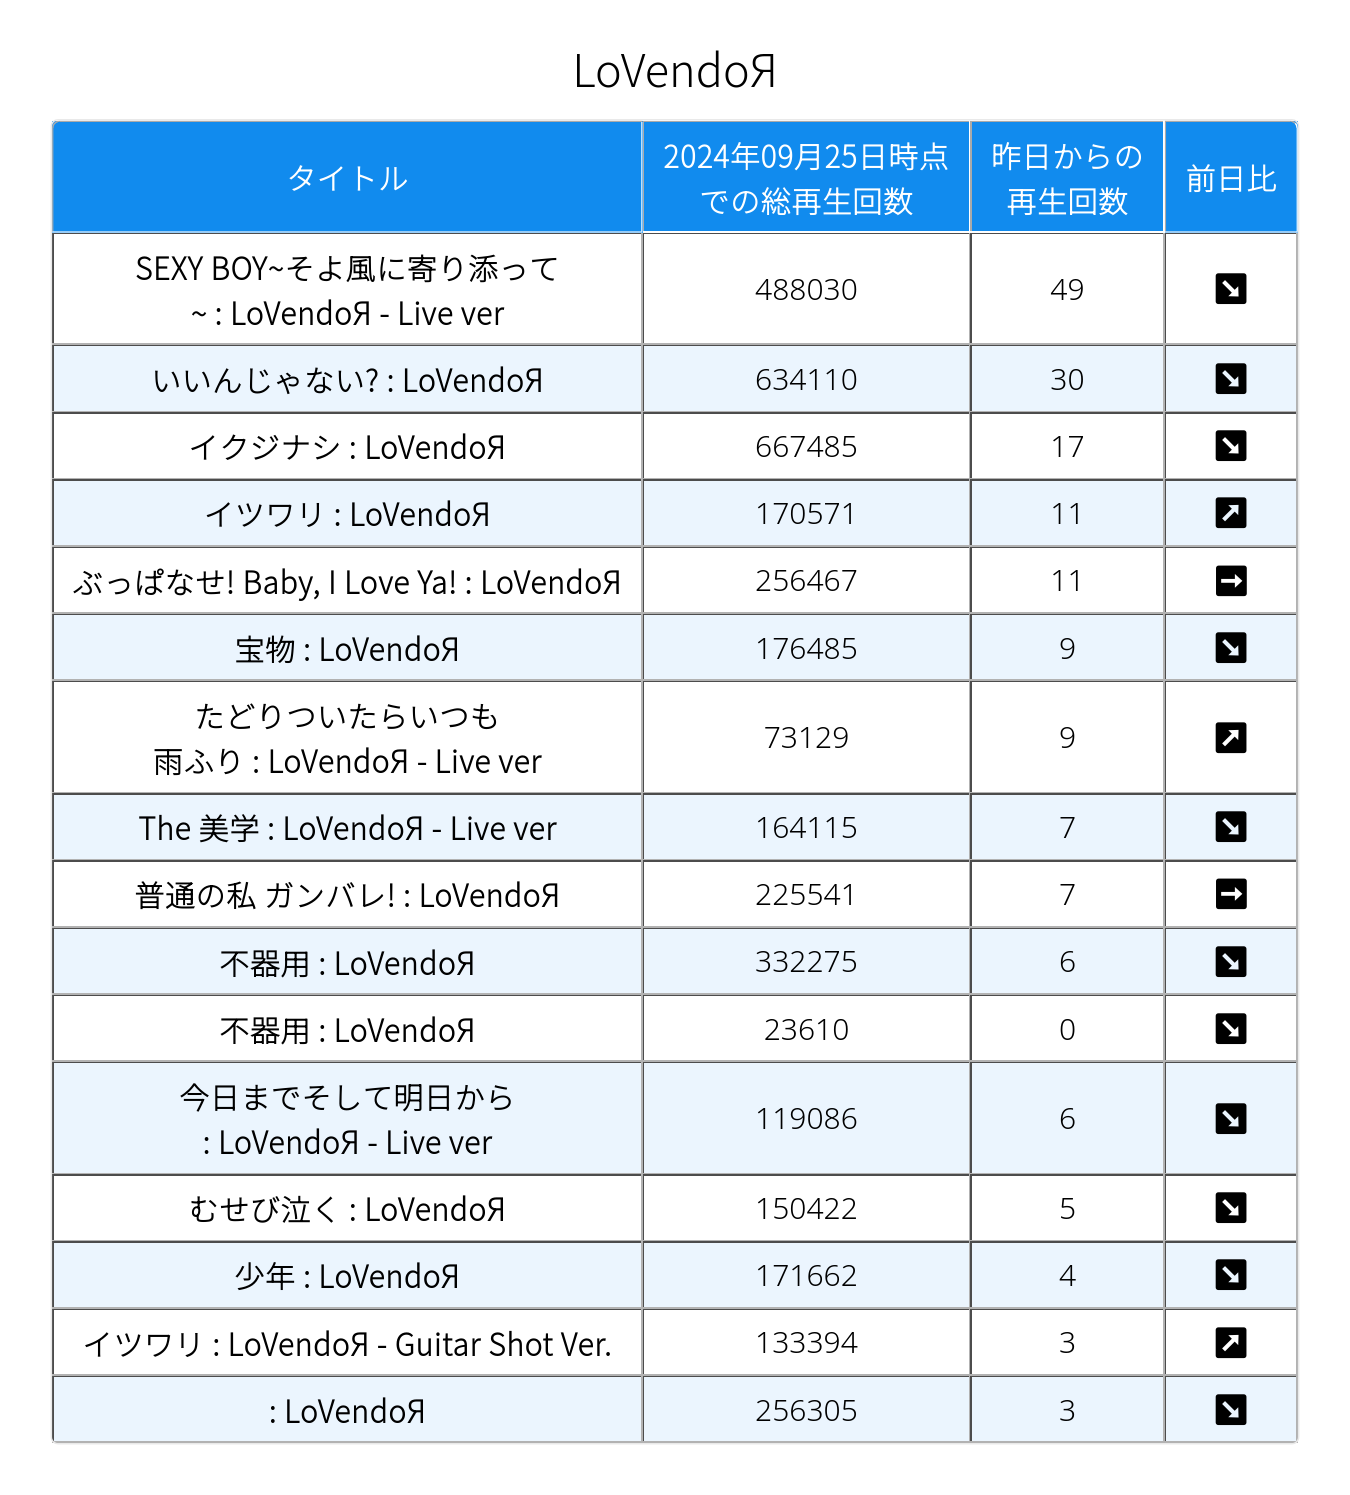 LoVendoЯ
タイトル
2024年09月25日時点
での総再生回数
昨日からの
再生回数
前日比
SEXY BOY~そよ風に寄り添って
~ : LoVendoЯ - Live ver
488030
49
いいんじゃない? : LoVendoЯ
634110
30
イクジナシ : LoVendoЯ
667485
17
イツワリ : LoVendoЯ
170571
11
ぶっぱなせ! Baby, I Love Ya! : LoVendoЯ
256467
11
宝物 : LoVendoЯ
176485
9
たどりついたらいつも
雨ふり : LoVendoЯ - Live ver
73129
9
The 美学 : LoVendoЯ - Live ver
164115
7
普通の私 ガンバレ! : LoVendoЯ
225541
7
不器用 : LoVendoЯ
332275
6
不器用 : LoVendoЯ
23610
0
今日までそして明日から
: LoVendoЯ - Live ver
119086
6
むせび泣く : LoVendoЯ
150422
5
少年 : LoVendoЯ
171662
4
イツワリ : LoVendoЯ - Guitar Shot Ver.
133394
3
: LoVendoЯ
256305
3